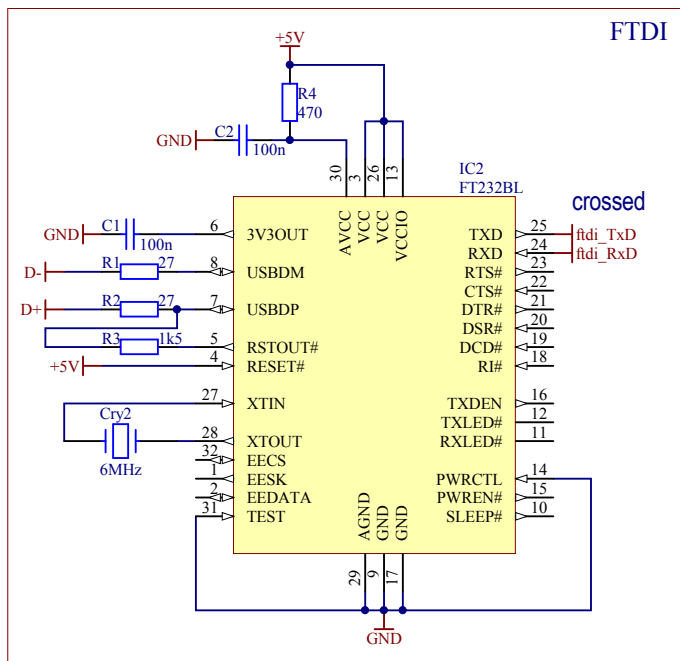 FTDI
+5V
R4
470
C2
GND
100n
30
3
26
13
IC2
FT232BL
crossed
AVCC
VCC
VCC
VCCIO
GND
C1
100n
6
3V3OUT
TXD
25
ftdi_TxD
RXD
24
ftdi_RxD
D-
R1
27
8
USBDM
RTS#
23
CTS#
22
D+
R2
27
7
USBDP
DTR#
21
DSR#
20
R3
1k5
5
RSTOUT#
DCD#
19
+5V
4
RESET#
RI#
18
27
XTIN
TXDEN
16
Cry2
TXLED#
12
6MHz
28
XTOUT
RXLED#
11
32
EECS
1
EESK
PWRCTL
14
2
EEDATA
PWREN#
15
31
TEST
SLEEP#
10
AGND
GND
GND
29
9
17
GND